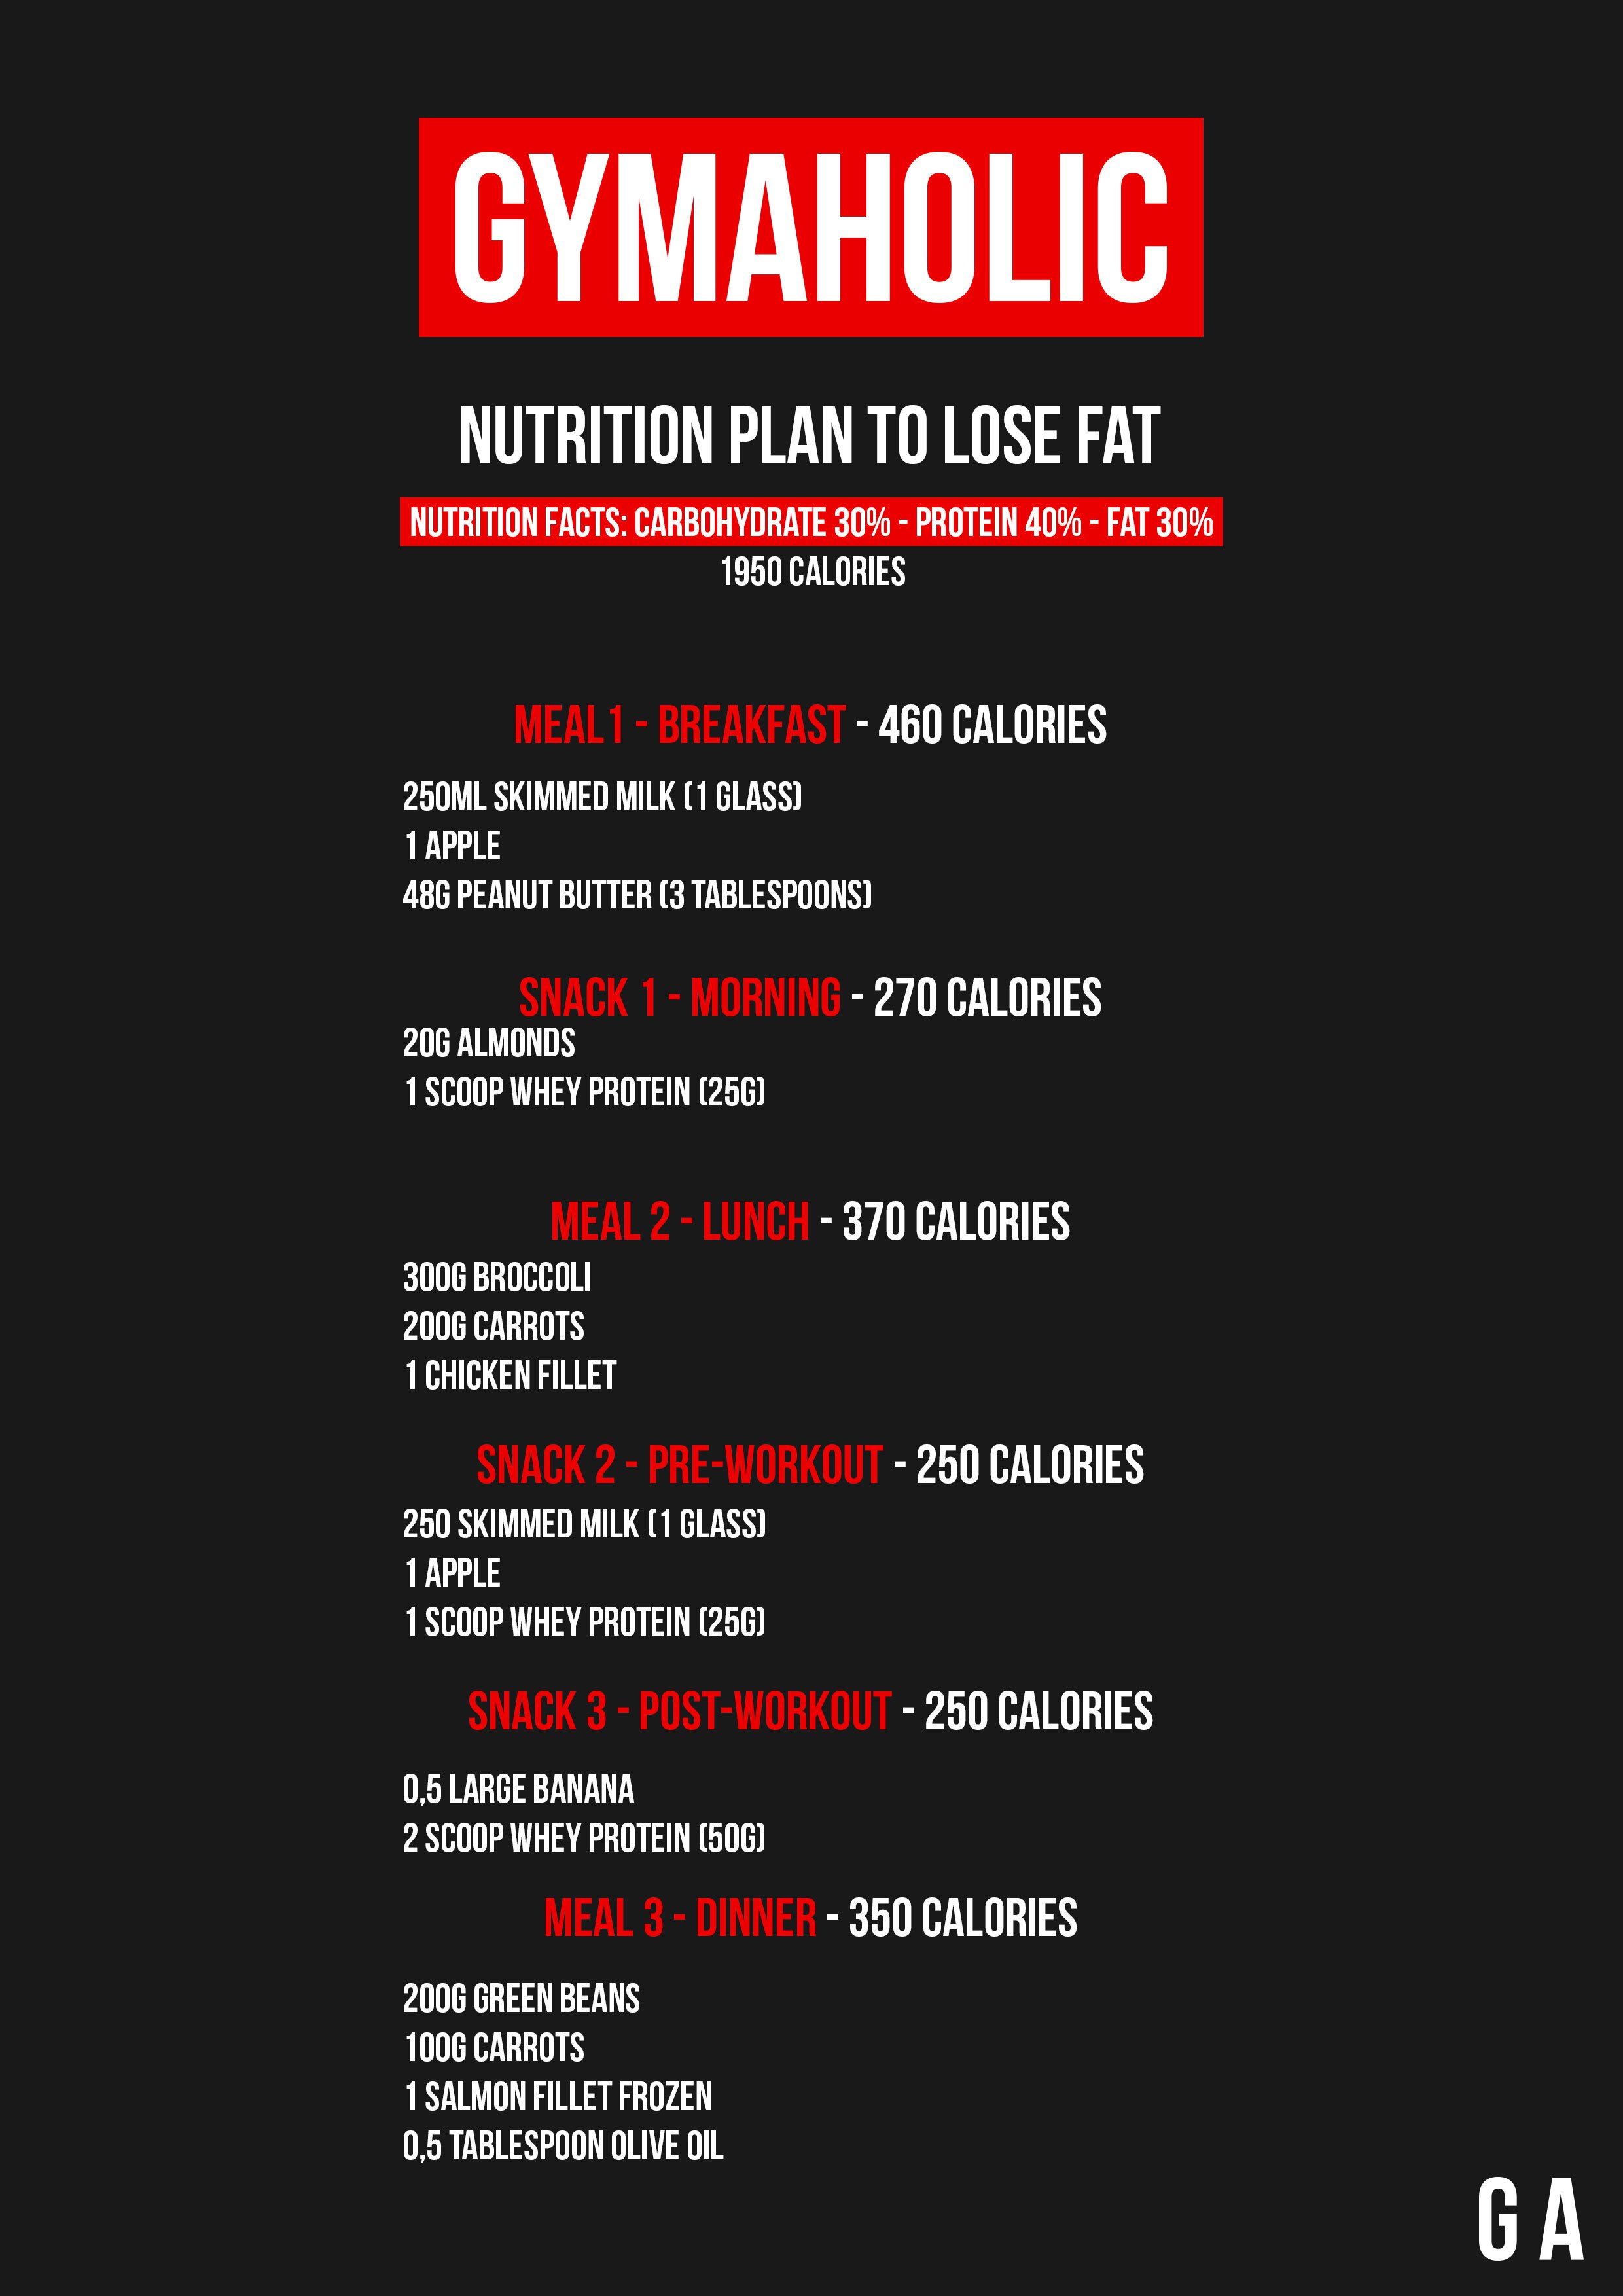 GYMAHOLIC
NUTRITION PLAN TO LOSE FAT
NUTRITION FACTS: CARBOHYDRATE 30% - PROTEIN 40% - FAT 30%
1950 CALORIES
MEAL1 - BREAKFAST - 460 CALORIES
250ML SKIMMED MILK (1 GLASS)
1 APPLE
48G PEANUT BUTTER (3 TABLESPOONS)
SNACK 1 - MORNING - 270 CALORIES
20G ALMONDS
1 SCOOP WHEY PROTEIN (25G)
MEAL 2 - LUNCH - 370 CALORIES
300G BROCCOLI
200G CARROTS
1 CHICKEN FILLET
SNACK 2 - PRE-WORKOUT - 250 CALORIES
250 SKIMMED MILK (1 GLASS)
1 APPLE
1 SCOOP WHEY PROTEIN (25G)
SNACK 3 - POST-WORKOUT - 250 CALORIES
0,5 LARGE BANANA
2 SCOOP WHEY PROTEIN (50G)
MEAL 3 - DINNER - 350 CALORIES
200G GREEN BEANS
100G CARROTS
1 SALMON FILLET FROZEN
0,5 TABLESPOON OLIVE OIL
G A